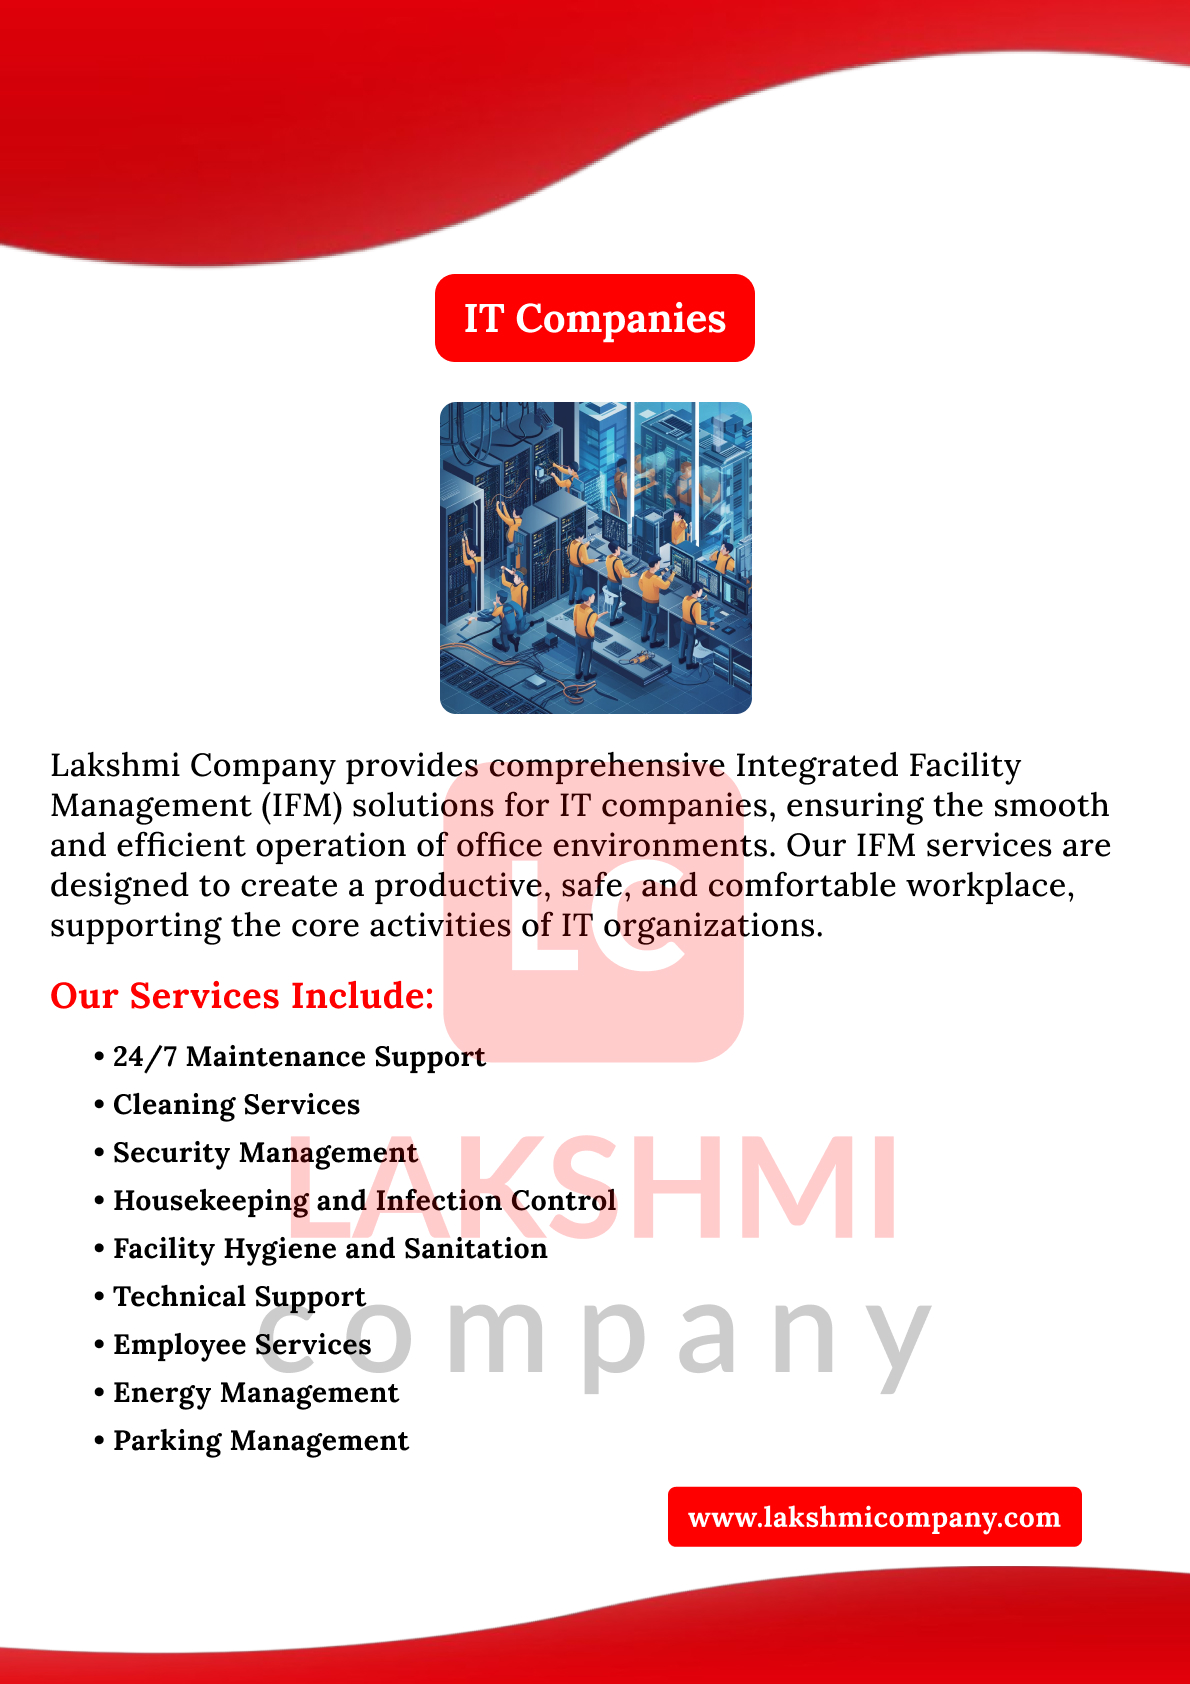 IT Companies
Lakshmi Company provides comprehensive Integrated Facility
Management (IFM) solutions for IT companies, ensuring the smooth
and efficient operation of office environments. Our IFM services are
designed to create a productive, safe, and comfortable workplace,
supporting the core activities of IT organizations.
LC
Our Services Include:
• 24/7 Maintenance Support
• Cleaning Services
• Security Management
• Housekeeping and Infection Control
• Facility Hygiene and Sanitation
• Technical Support
• Employee Services
• Energy Management
• Parking Management
LAKSHMI
company
www.lakshmicompany.com